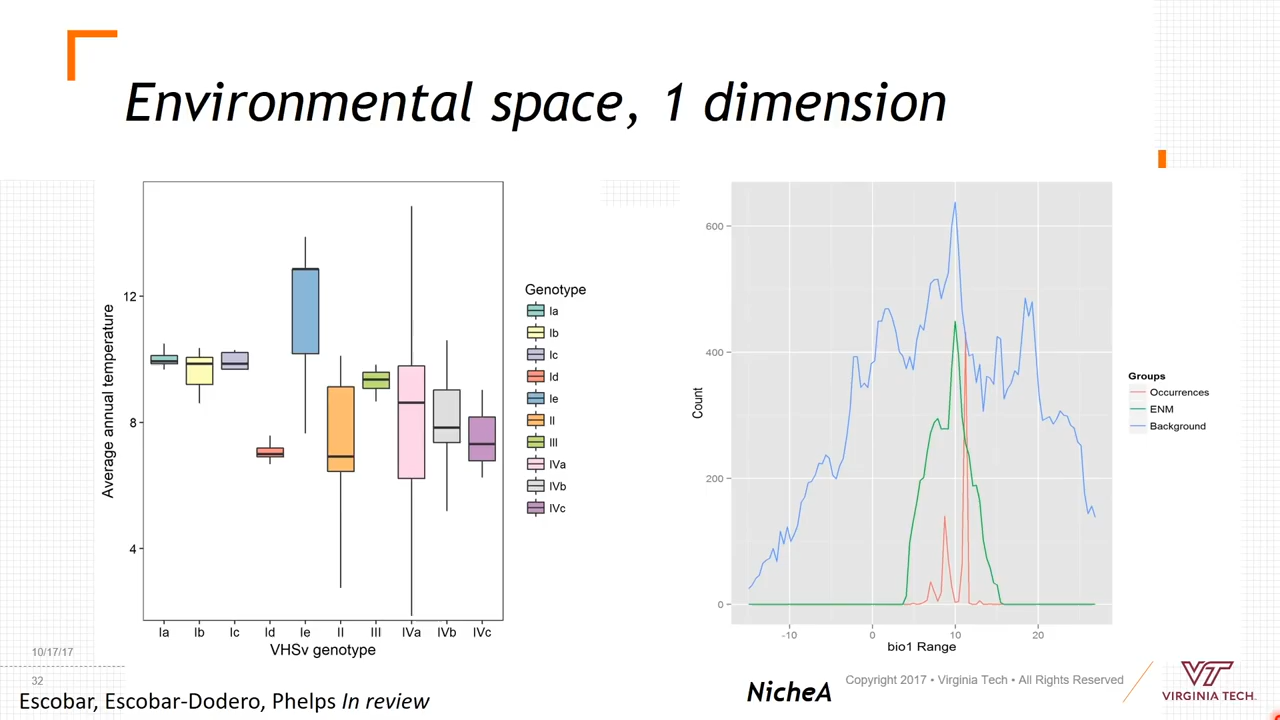 Environmental space, 1 dimension
Average annual temperature
12
8
4
Ia Ib Ic Id Ie II III IVa IVb IVc
VHSv genotype
Genotype
Ia
Ib
Ic
Id
Ie
II
III
IVa
IVb
IVc
Count
600
400
200
0
-10 0 10 20
bio1 Range
Groups
Occurrences
ENM
Background
10/17/17
32
Escobar, Escobar-Dodero, Phelps In review
NicheA
Copyright 2017 • Virginia Tech • All Rights Reserved
VT
VIRGINIA TECH.